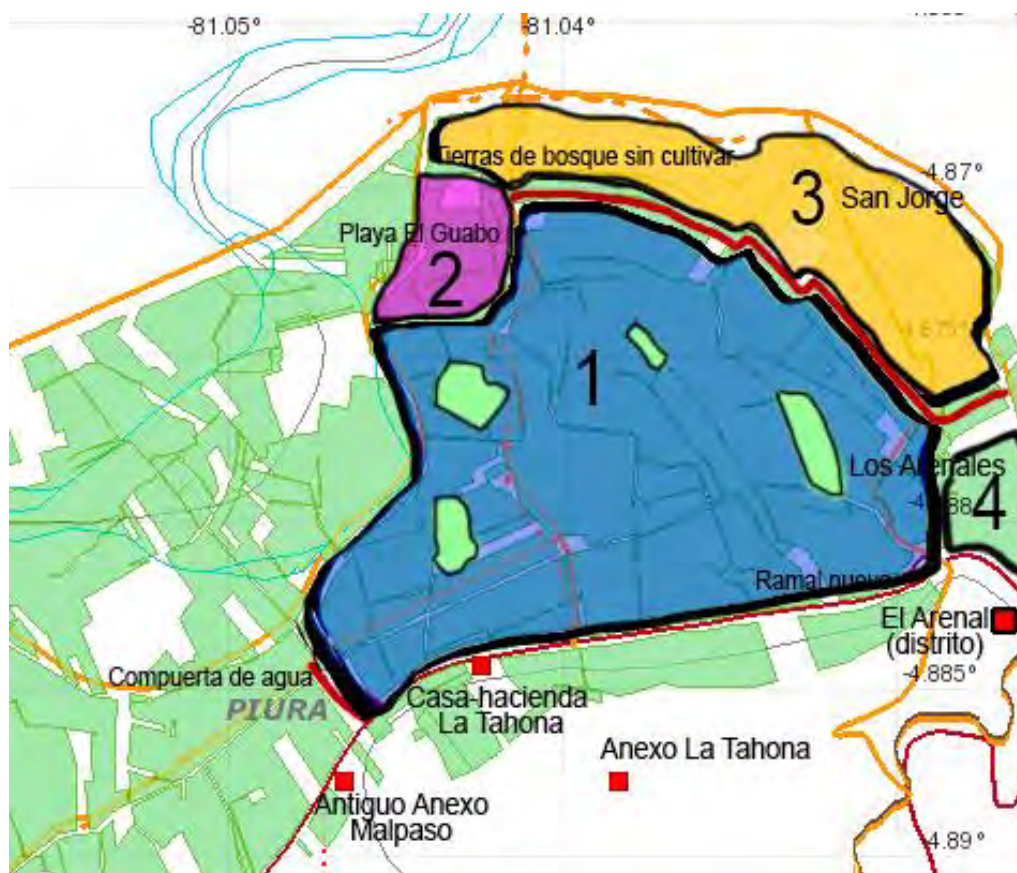 -81.05°
-81.04°
Tierras de bosque sin cultivar
-4.87°
3
San Jorge
Playa El Guabo
2
1
Los Arenales
4
Ramal nuevo
El Arenal
(distrito)
-4.885°
Compuerta de agua
PIURA
Casa-hacienda
La Tahona
Anexo La Tahona
Antiguo Anexo
Malpaso
-4.89°